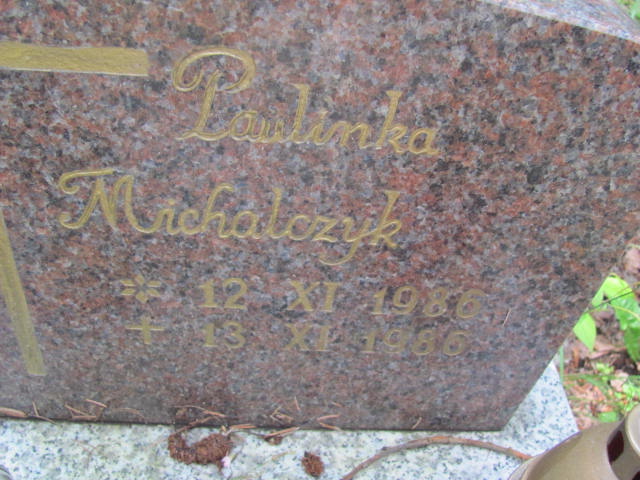 Paulinka
Michalczyk
* 12 XI 1986
+ 13 XI 1986